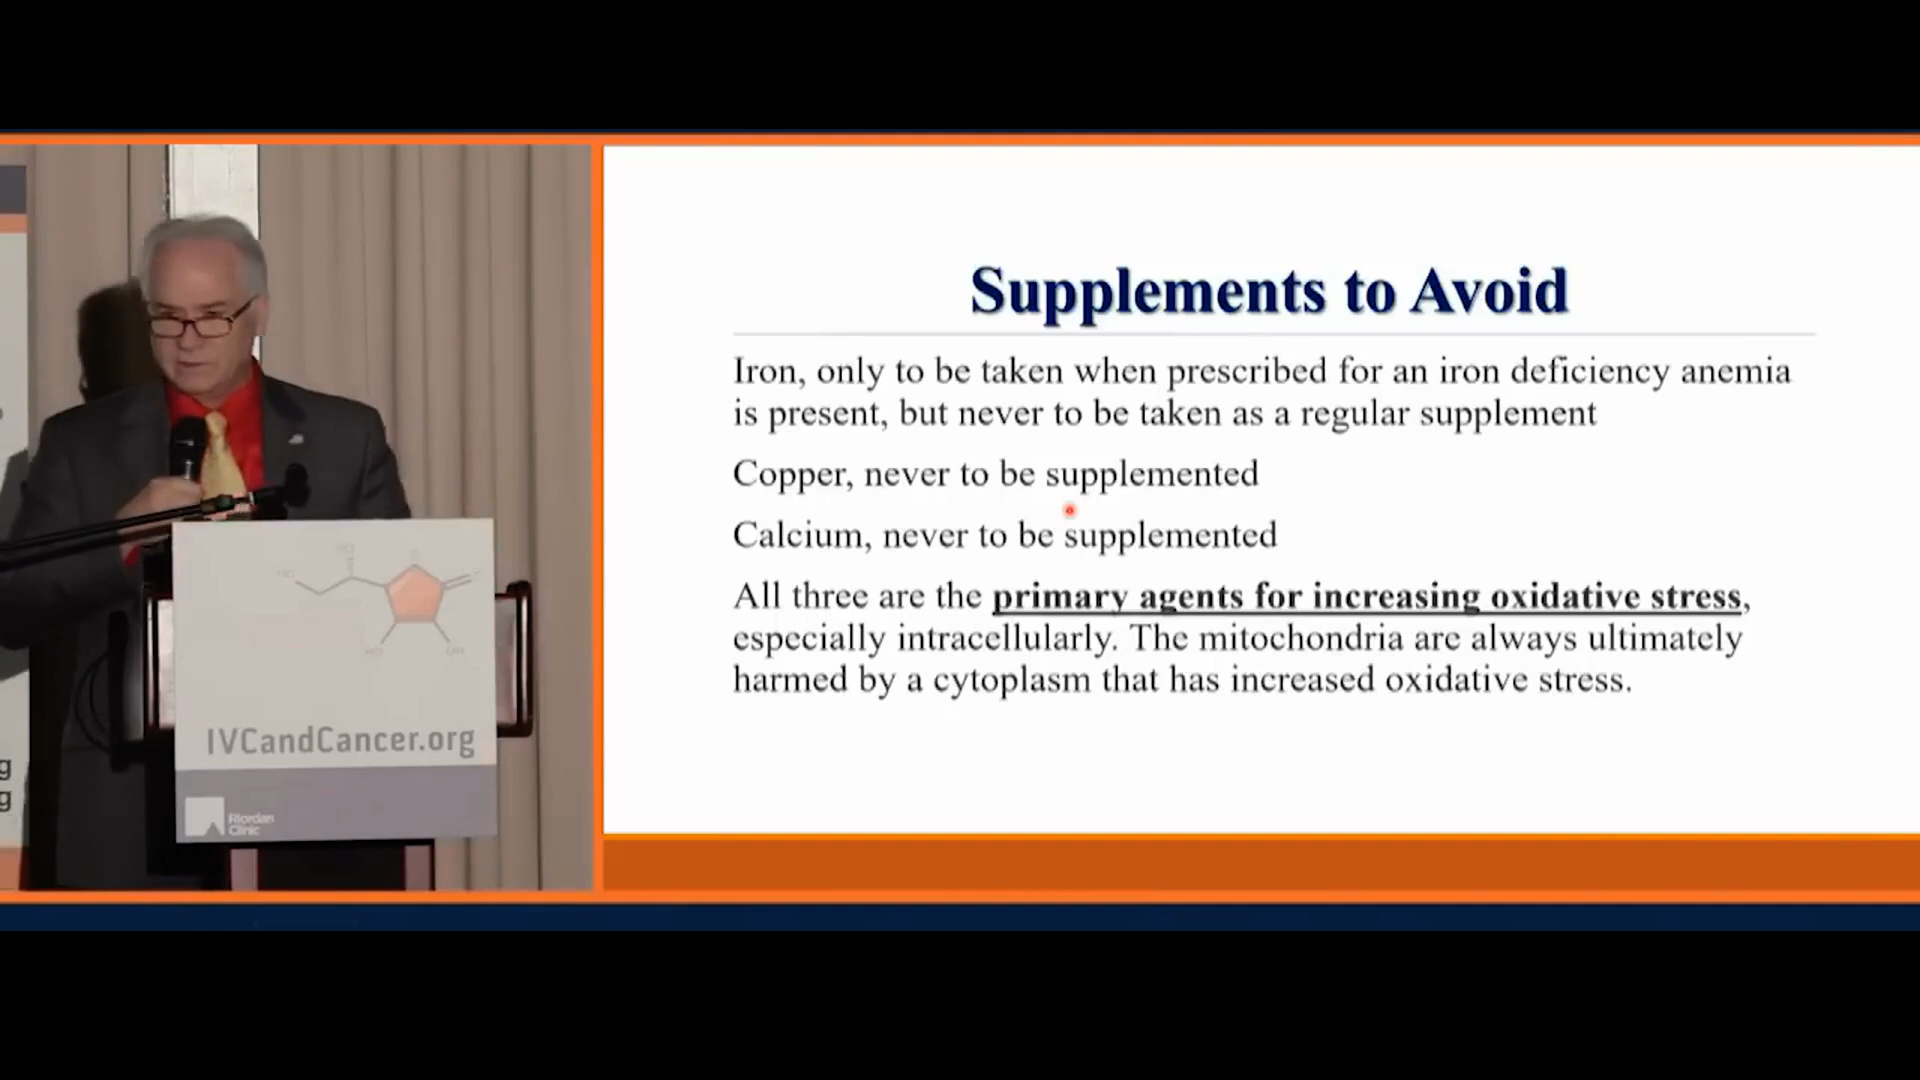 Supplements to Avoid
Iron, only to be taken when prescribed for an iron deficiency anemia
is present, but never to be taken as a regular supplement
Copper, never to be supplemented
Calcium, never to be supplemented
All three are the primary agents for increasing oxidative stress,
especially intracellularly. The mitochondria are always ultimately
harmed by a cytoplasm that has increased oxidative stress.
IVCandCancer.org
Riordan
Clinic
g
g